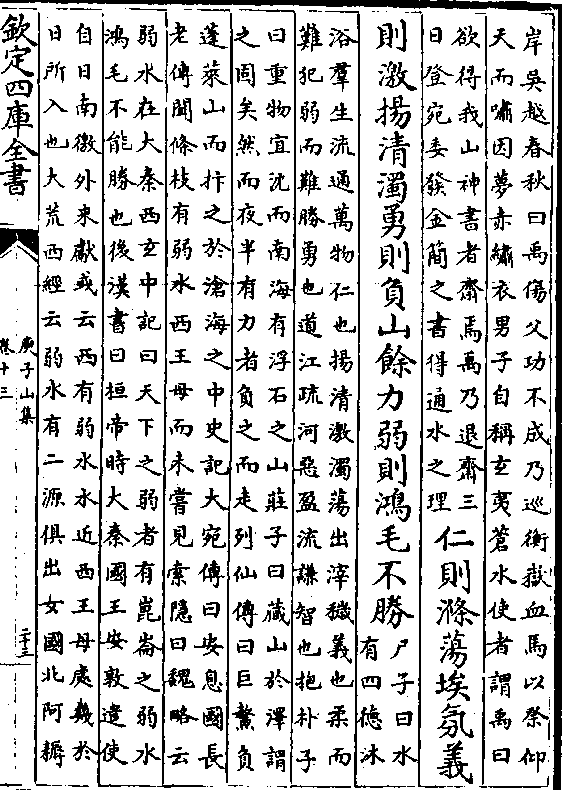 岸吳越春秋曰禹傷父功不成乃巡衡嶽血馬以祭仰
天而嘯因夢赤繡衣男子自稱玄夷蒼水使者謂禹曰
欲得我山神書者齋焉禹乃退齋三
日登宛委發金簡之書得通水之理
仁則滌蕩埃氛義
則激揚清濁勇則負山餘力弱則鴻毛不勝
尸子曰水
有四德沐
浴羣生流通萬物仁也揚清激濁蕩出滓穢義也柔而
難犯弱而難勝勇也道江疏河惡盈流謙智也抱朴子
曰重物宜沈而南海有浮石之山莊子曰藏山於澤謂
之固矣然而夜半有力者負之而走列仙傳曰巨鰲負
蓬萊山而抃之於滄海之中史記大宛傳曰安息國長
老傳聞條枝有弱水西王母而未嘗見索隱曰魏略云
弱水在大秦西玄中記曰天下之弱者有崑崙之弱水
鴻毛不能勝也後漢書曰桓帝時大秦國王安敦遣使
自日南徼外來獻或云西有弱水水近西王母處幾於
日所入也大荒西經云弱水有二源俱出女國北阿耨
欽定四庫全書
庾子山集
卷十三
二十三